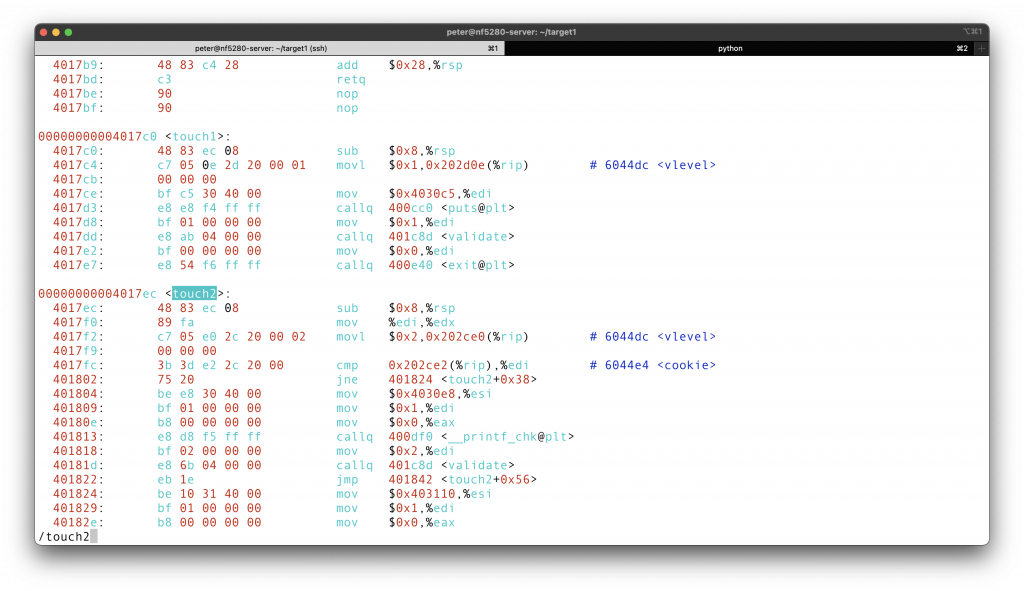 peter@nf5280-server: ~/target1 ⌥⌘1
peter@nf5280-server: ~/target1 (ssh) ⌘1 python ⌘2 +
4017b9: 48 83 c4 28 add $0x28,%rsp
4017bd: c3 retq
4017be: 90 nop
4017bf: 90 nop
00000000004017c0 <touch1>:
4017c0: 48 83 ec 08 sub $0x8,%rsp
4017c4: c7 05 0e 2d 20 00 01 movl $0x1,0x202d0e(%rip) # 6044dc <vlevel>
4017cb: 00 00 00
4017ce: bf c5 30 40 00 mov $0x4030c5,%edi
4017d3: e8 e8 f4 ff ff callq 400cc0 <puts@plt>
4017d8: bf 01 00 00 00 mov $0x1,%edi
4017dd: e8 ab 04 00 00 callq 401c8d <validate>
4017e2: bf 00 00 00 00 mov $0x0,%edi
4017e7: e8 54 f6 ff ff callq 400e40 <exit@plt>
00000000004017ec <touch2>:
4017ec: 48 83 ec 08 sub $0x8,%rsp
4017f0: 89 fa mov %edi,%edx
4017f2: c7 05 e0 2c 20 00 02 movl $0x2,0x202ce0(%rip) # 6044dc <vlevel>
4017f9: 00 00 00
4017fc: 3b 3d e2 2c 20 00 cmp 0x202ce2(%rip),%edi # 6044e4 <cookie>
401802: 75 20 jne 401824 <touch2+0x38>
401804: be e8 30 40 00 mov $0x4030e8,%esi
401809: bf 01 00 00 00 mov $0x1,%edi
40180e: b8 00 00 00 00 mov $0x0,%eax
401813: e8 d8 f5 ff ff callq 400df0 <__printf_chk@plt>
401818: bf 02 00 00 00 mov $0x2,%edi
40181d: e8 6b 04 00 00 callq 401c8d <validate>
401822: eb 1e jmp 401842 <touch2+0x56>
401824: be 10 31 40 00 mov $0x403110,%esi
401829: bf 01 00 00 00 mov $0x1,%edi
40182e: b8 00 00 00 00 mov $0x0,%eax
/touch2